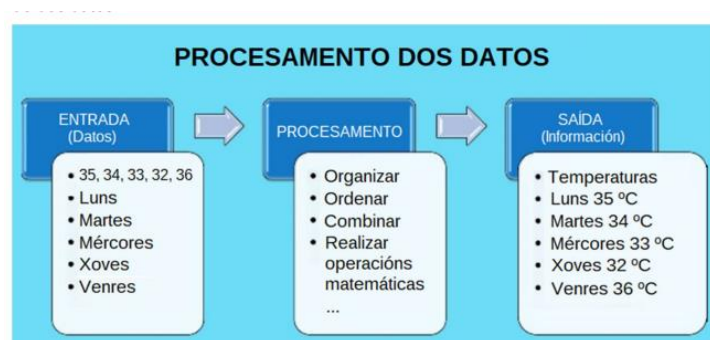 PROCESAMENTO DOS DATOS
ENTRADA
(Datos)
• 35, 34, 33, 32, 36
• Luns
• Martes
• Mércores
• Xoves
• Venres
PROCESAMENTO
• Organizar
• Ordenar
• Combinar
• Realizar
operacións
matemáticas
...
SAÍDA
(Información)
• Temperaturas
• Luns 35 ºC
• Martes 34 ºC
• Mércores 33 ºC
• Xoves 32 ºC
• Venres 36 ºC